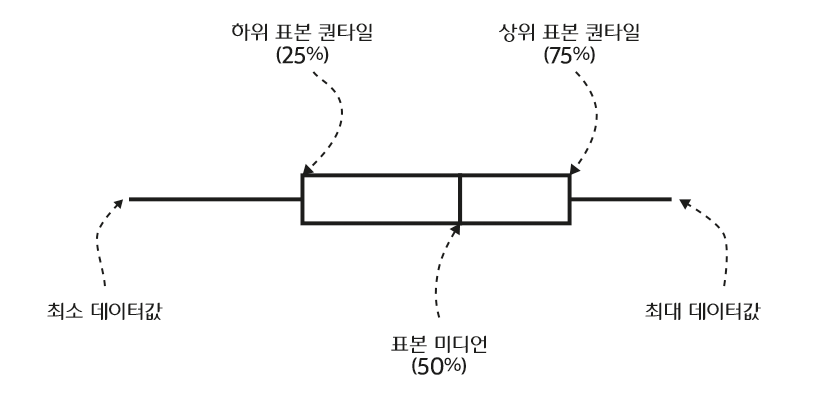 하위 표본 퀀타일
(25%)
상위 표본 퀀타일
(75%)
최소 데이터값
최대 데이터값
표본 미디언
(50%)